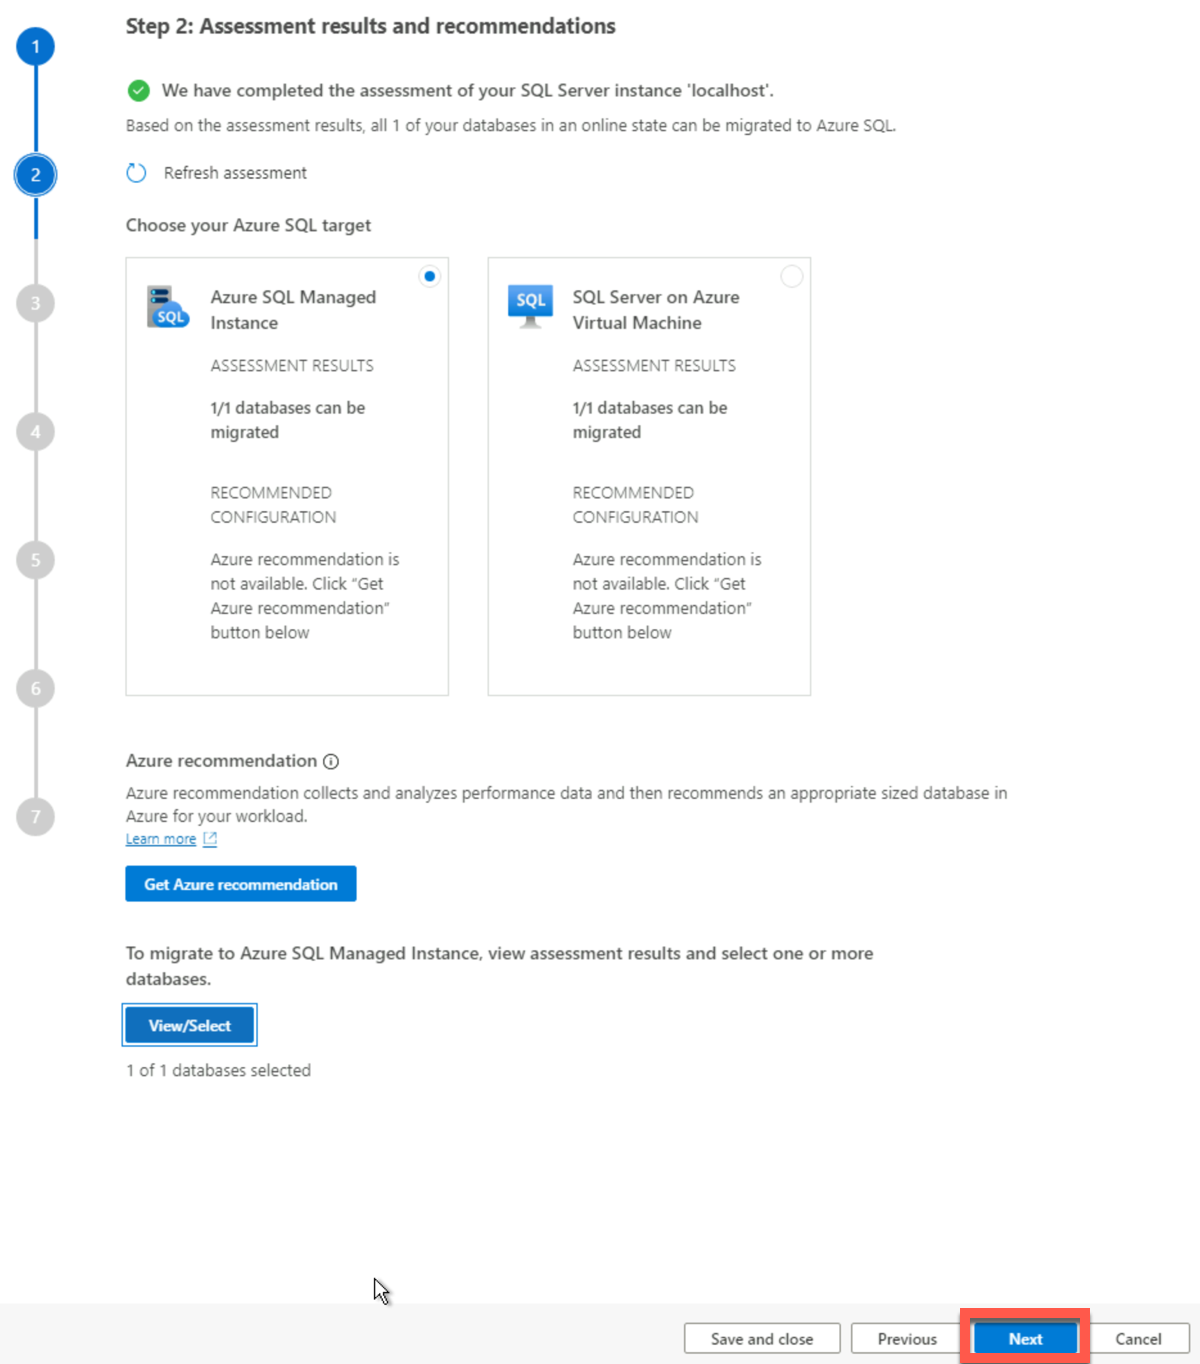 Step 2: Assessment results and recommendations
1
We have completed the assessment of your SQL Server instance 'localhost'.
Based on the assessment results, all 1 of your databases in an online state can be migrated to Azure SQL.
2
Refresh assessment
Choose your Azure SQL target
3
4
5
6
7
SQL
Azure SQL Managed
Instance
ASSESSMENT RESULTS
1/1 databases can be
migrated
RECOMMENDED
CONFIGURATION
Azure recommendation is
not available. Click “Get
Azure recommendation”
button below
SQL
SQL Server on Azure
Virtual Machine
ASSESSMENT RESULTS
1/1 databases can be
migrated
RECOMMENDED
CONFIGURATION
Azure recommendation is
not available. Click “Get
Azure recommendation”
button below
Azure recommendation
Azure recommendation collects and analyzes performance data and then recommends an appropriate sized database in
Azure for your workload.
Learn more
Get Azure recommendation
To migrate to Azure SQL Managed Instance, view assessment results and select one or more
databases.
View/Select
1 of 1 databases selected
Save and close
Previous
Next
Cancel